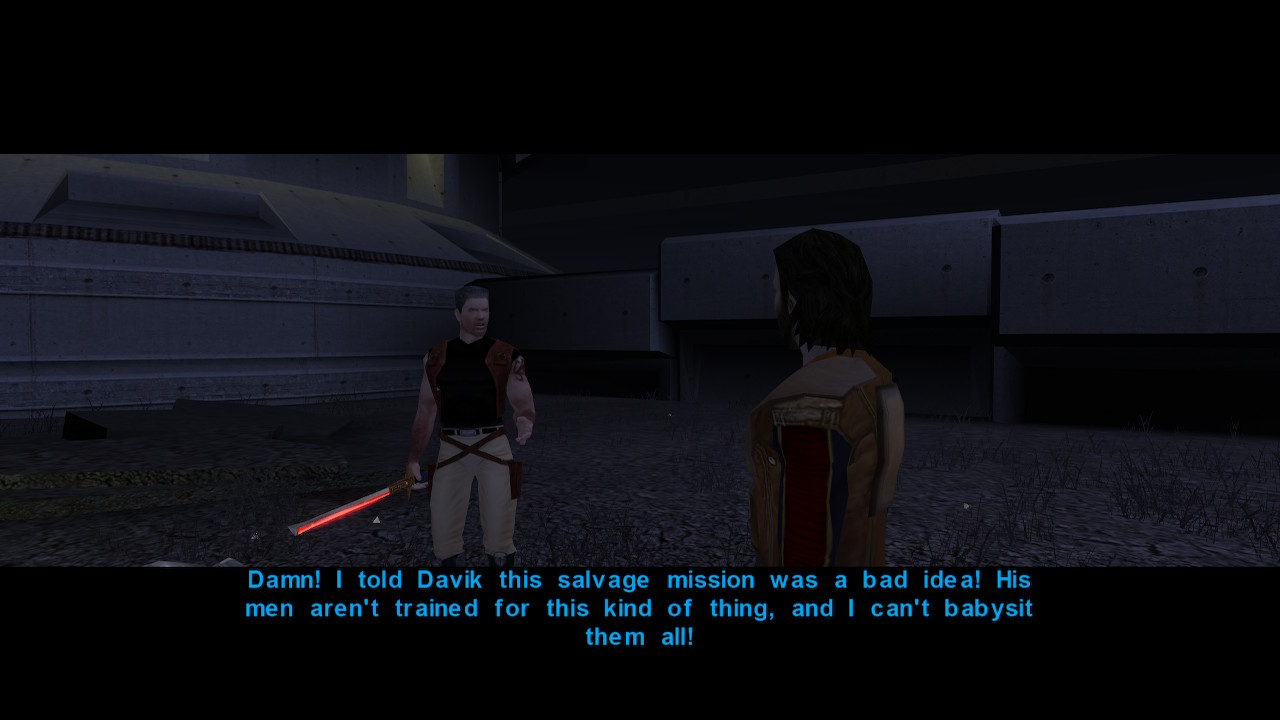 Damn! I told Davik this salvage mission was a bad idea! His
men aren't trained for this kind of thing, and I can't babysit
them all!